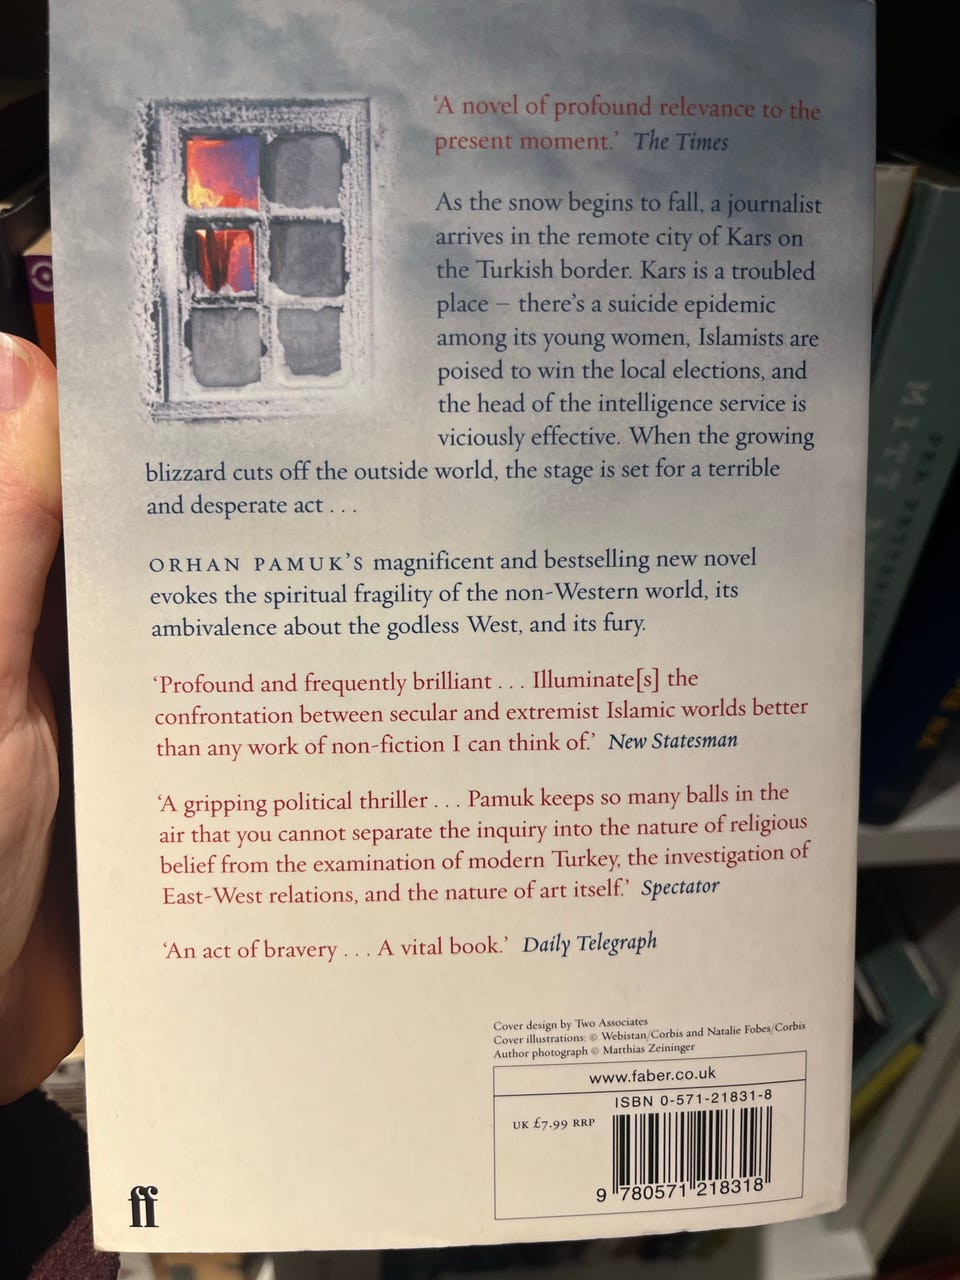 ‘A novel of profound relevance to the
present moment.’ The Times
As the snow begins to fall, a journalist
arrives in the remote city of Kars on
the Turkish border. Kars is a troubled
place – there’s a suicide epidemic
among its young women, Islamists are
poised to win the local elections, and
the head of the intelligence service is
viciously effective. When the growing
blizzard cuts off the outside world, the stage is set for a terrible
and desperate act . . .
ORHAN PAMUK’S magnificent and bestselling new novel
evokes the spiritual fragility of the non-Western world, its
ambivalence about the godless West, and its fury.
‘Profound and frequently brilliant . . . Illuminate[s] the
confrontation between secular and extremist Islamic worlds better
than any work of non-fiction I can think of.’ New Statesman
‘A gripping political thriller . . . Pamuk keeps so many balls in the
air that you cannot separate the inquiry into the nature of religious
belief from the examination of modern Turkey, the investigation of
East-West relations, and the nature of art itself.’ Spectator
‘An act of bravery . . . A vital book.’ Daily Telegraph
Cover design by Two Associates
Cover illustrations: © Webistan/Corbis and Natalie Fobes/Corbis
Author photograph © Matthias Zeininger
www.faber.co.uk
ISBN 0-571-21831-8
UK £7.99 RRP
9 780571 218318
ff
MITT
PER